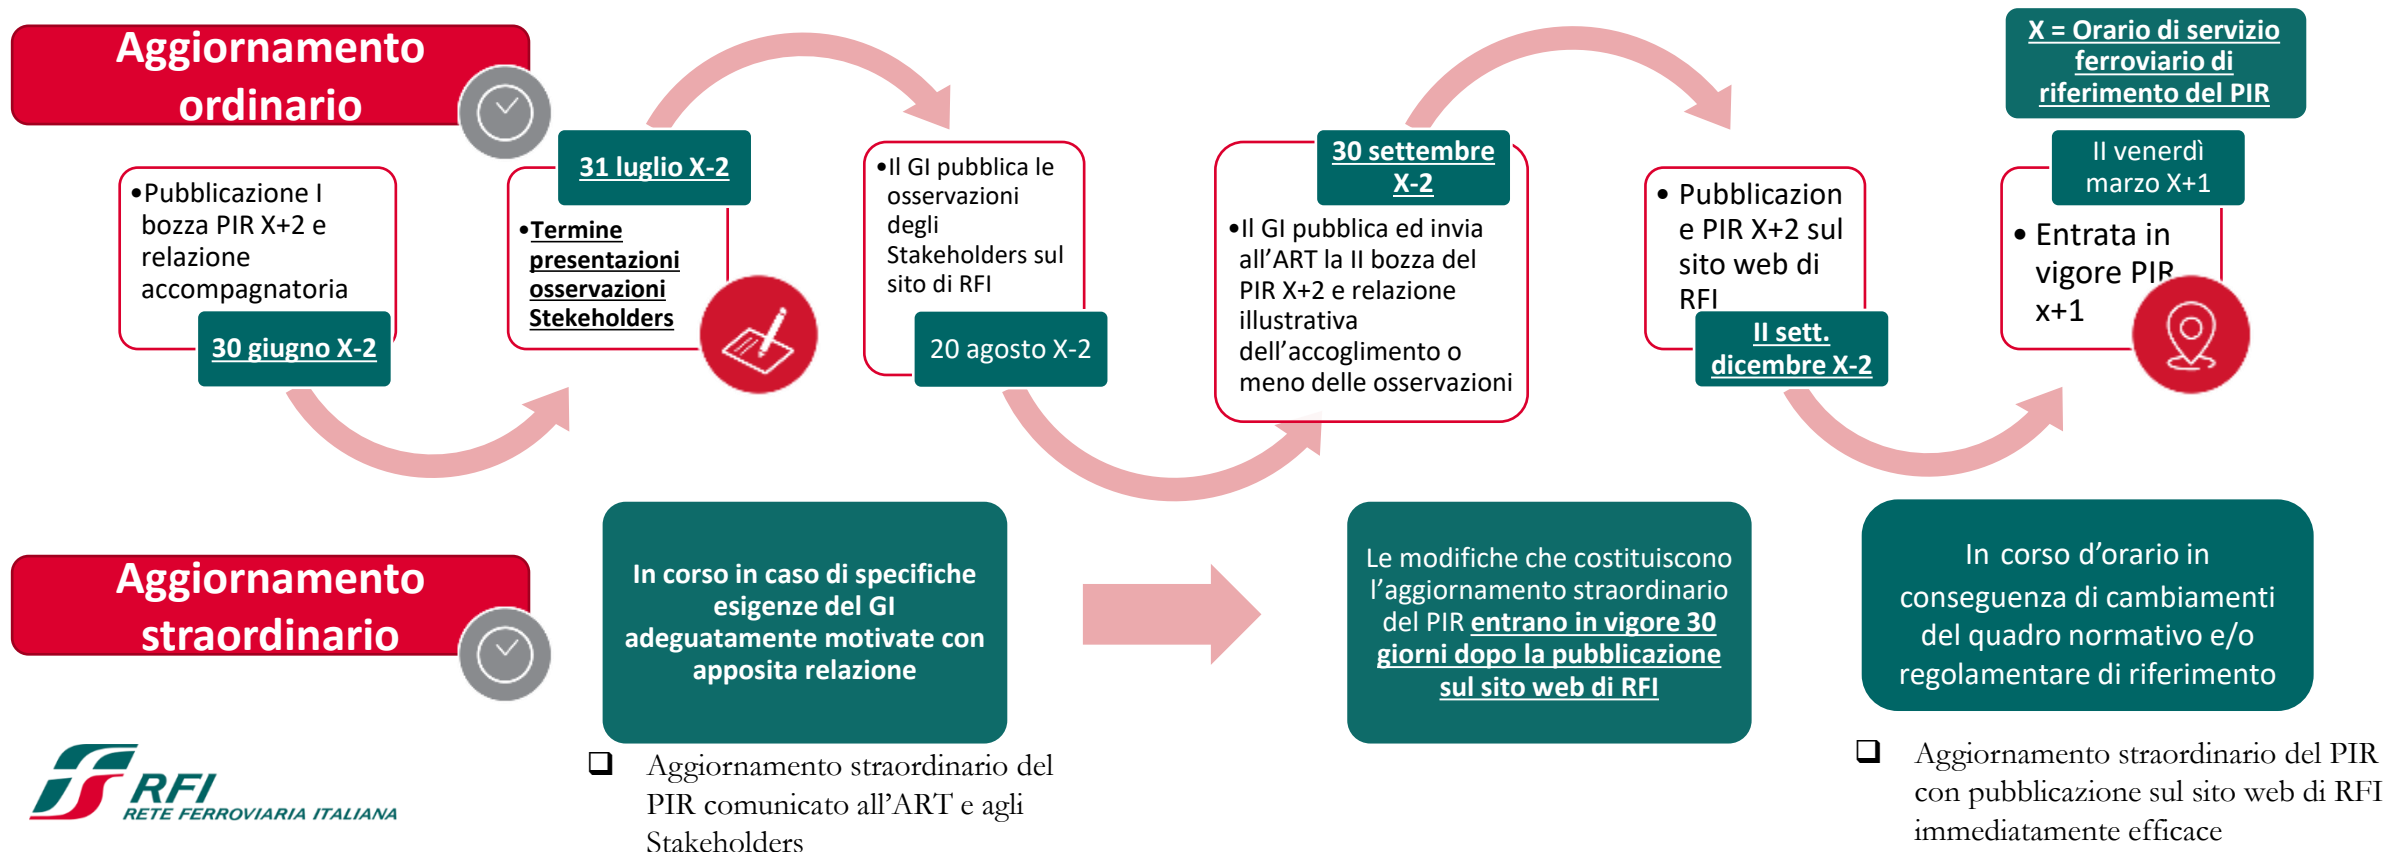 Aggiornamento
ordinario
•Pubblicazione I
bozza PIR X+2 e
relazione
accompagnatoria
30 giugno X-2
31 luglio X-2
•Termine
presentazioni
osservazioni
Stekeholders
•Il GI pubblica le
osservazioni
degli
Stakeholders sul
sito di RFI
20 agosto X-2
30 settembre
X-2
•Il GI pubblica ed invia
all’ART la II bozza del
PIR X+2 e relazione
illustrativa
dell’accoglimento o
meno delle osservazioni
• Pubblicazion
e PIR X+2 sul
sito web di
RFI
II sett.
dicembre X-2
X = Orario di servizio
ferroviario di
riferimento del PIR
II venerdì
marzo X+1
• Entrata in
vigore PIR
x+1
Aggiornamento
straordinario
In corso in caso di specifiche
esigenze del GI
adeguatamente motivate con
apposita relazione
❑ Aggiornamento straordinario del
PIR comunicato all’ART e agli
Stakeholders
Le modifiche che costituiscono
l’aggiornamento straordinario
del PIR entrano in vigore 30
giorni dopo la pubblicazione
sul sito web di RFI
In corso d’orario in
conseguenza di cambiamenti
del quadro normativo e/o
regolamentare di riferimento
❑ Aggiornamento straordinario del PIR
con pubblicazione sul sito web di RFI
immediatamente efficace
RFI
RETE FERROVIARIA ITALIANA